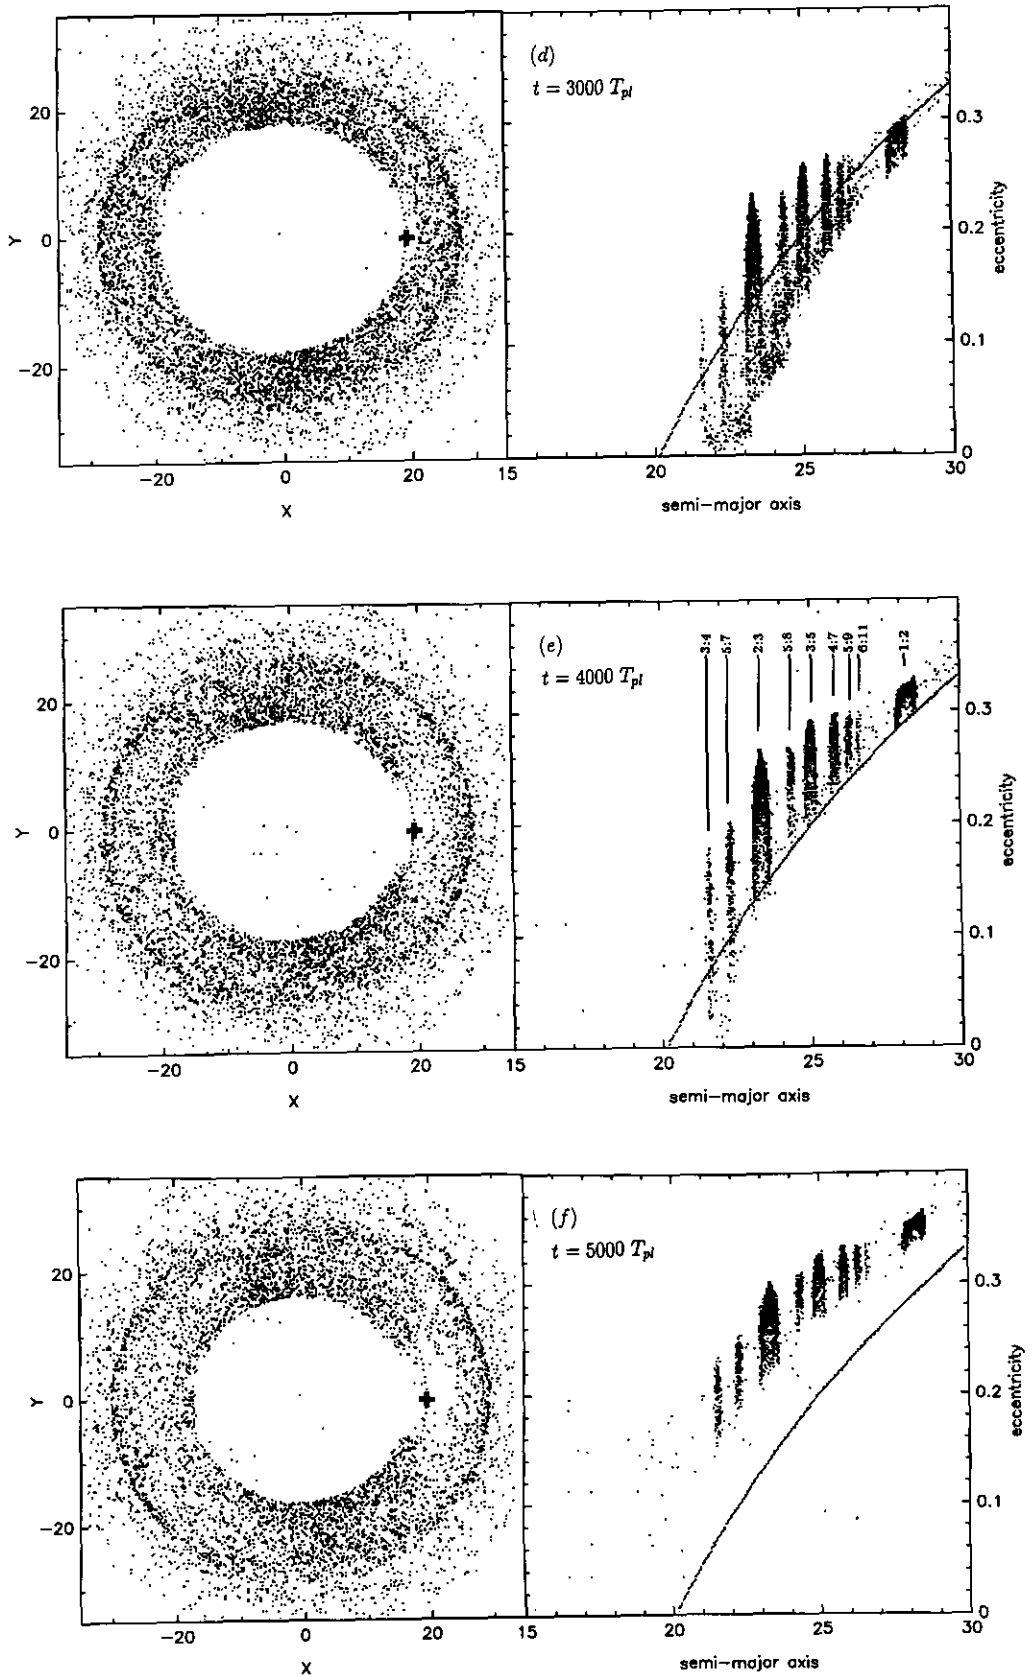 (d)
t = 3000 T_pl
20
0
−20
Y
0.3
0.2
0.1
0
eccentricity
−20 0 20 15 20 25 30
X
semi−major axis
3:4
5:7
2:3
5:8
3:5
4:7
5:9
6:11
1:2
(e)
t = 4000 T_pl
20
0
−20
Y
0.3
0.2
0.1
0
eccentricity
−20 0 20 15 20 25 30
X
semi−major axis
(f)
t = 5000 T_pl
20
0
−20
Y
0.3
0.2
0.1
0
eccentricity
−20 0 20 15 20 25 30
X
semi−major axis